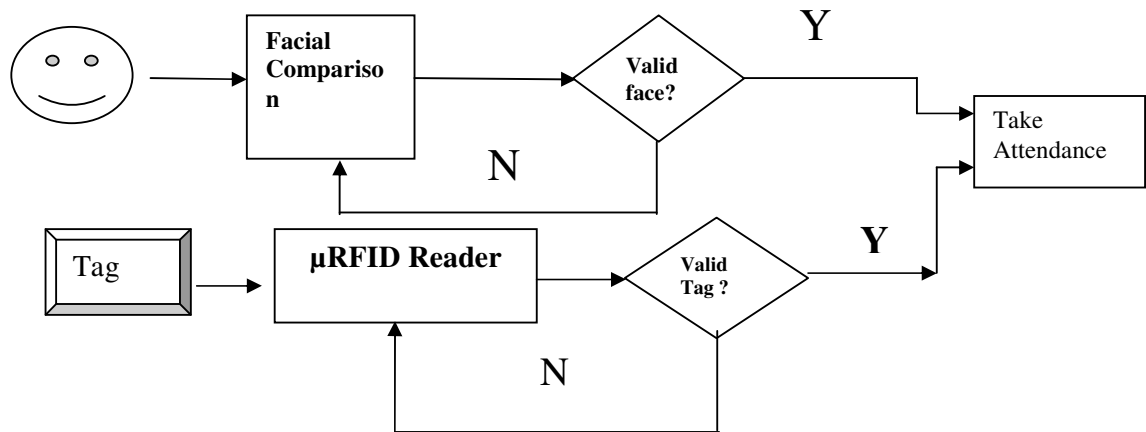 Facial
Compariso
n
Valid
face?
Y
Take
Attendance
N
Tag
µRFID Reader
Valid
Tag ?
Y
N